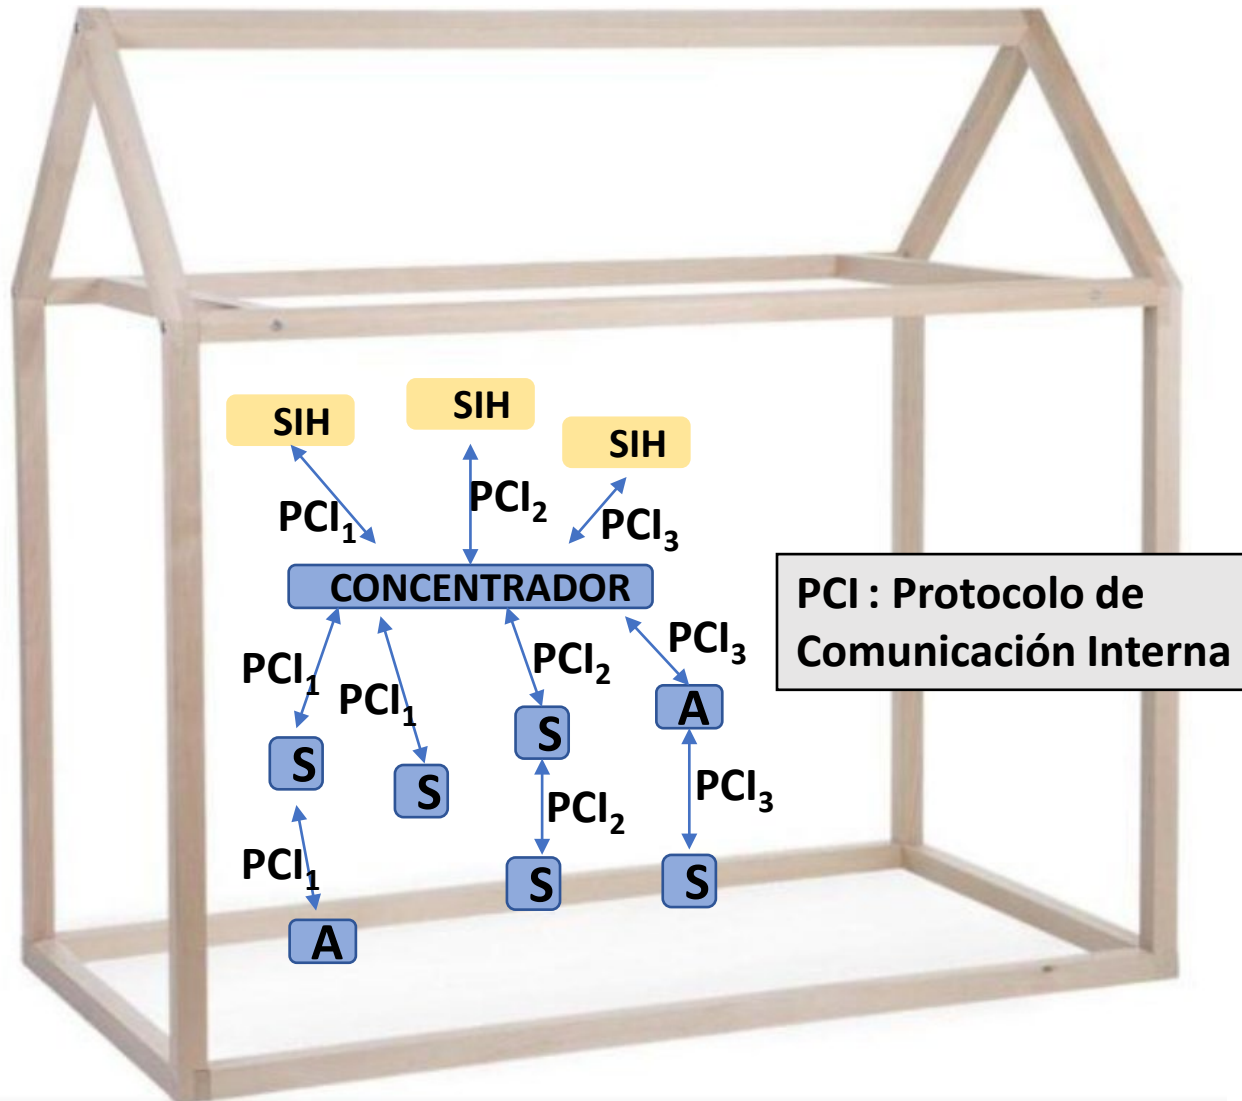 SIH
SIH
SIH
PCI₁
PCI₂
PCI₃
CONCENTRADOR
PCI : Protocolo de
Comunicación Interna
PCI₁
PCI₁
PCI₂
PCI₃
S
S
S
A
PCI₁
PCI₂
PCI₃
A
S
S